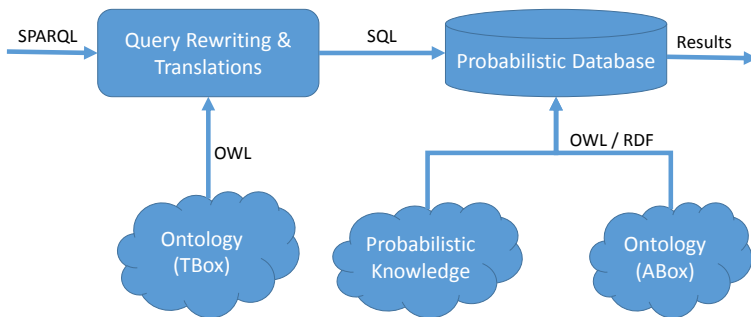 SPARQL
Query Rewriting &
Translations
SQL
Probabilistic Database
Results
OWL
OWL / RDF
Ontology
(TBox)
Probabilistic
Knowledge
Ontology
(ABox)